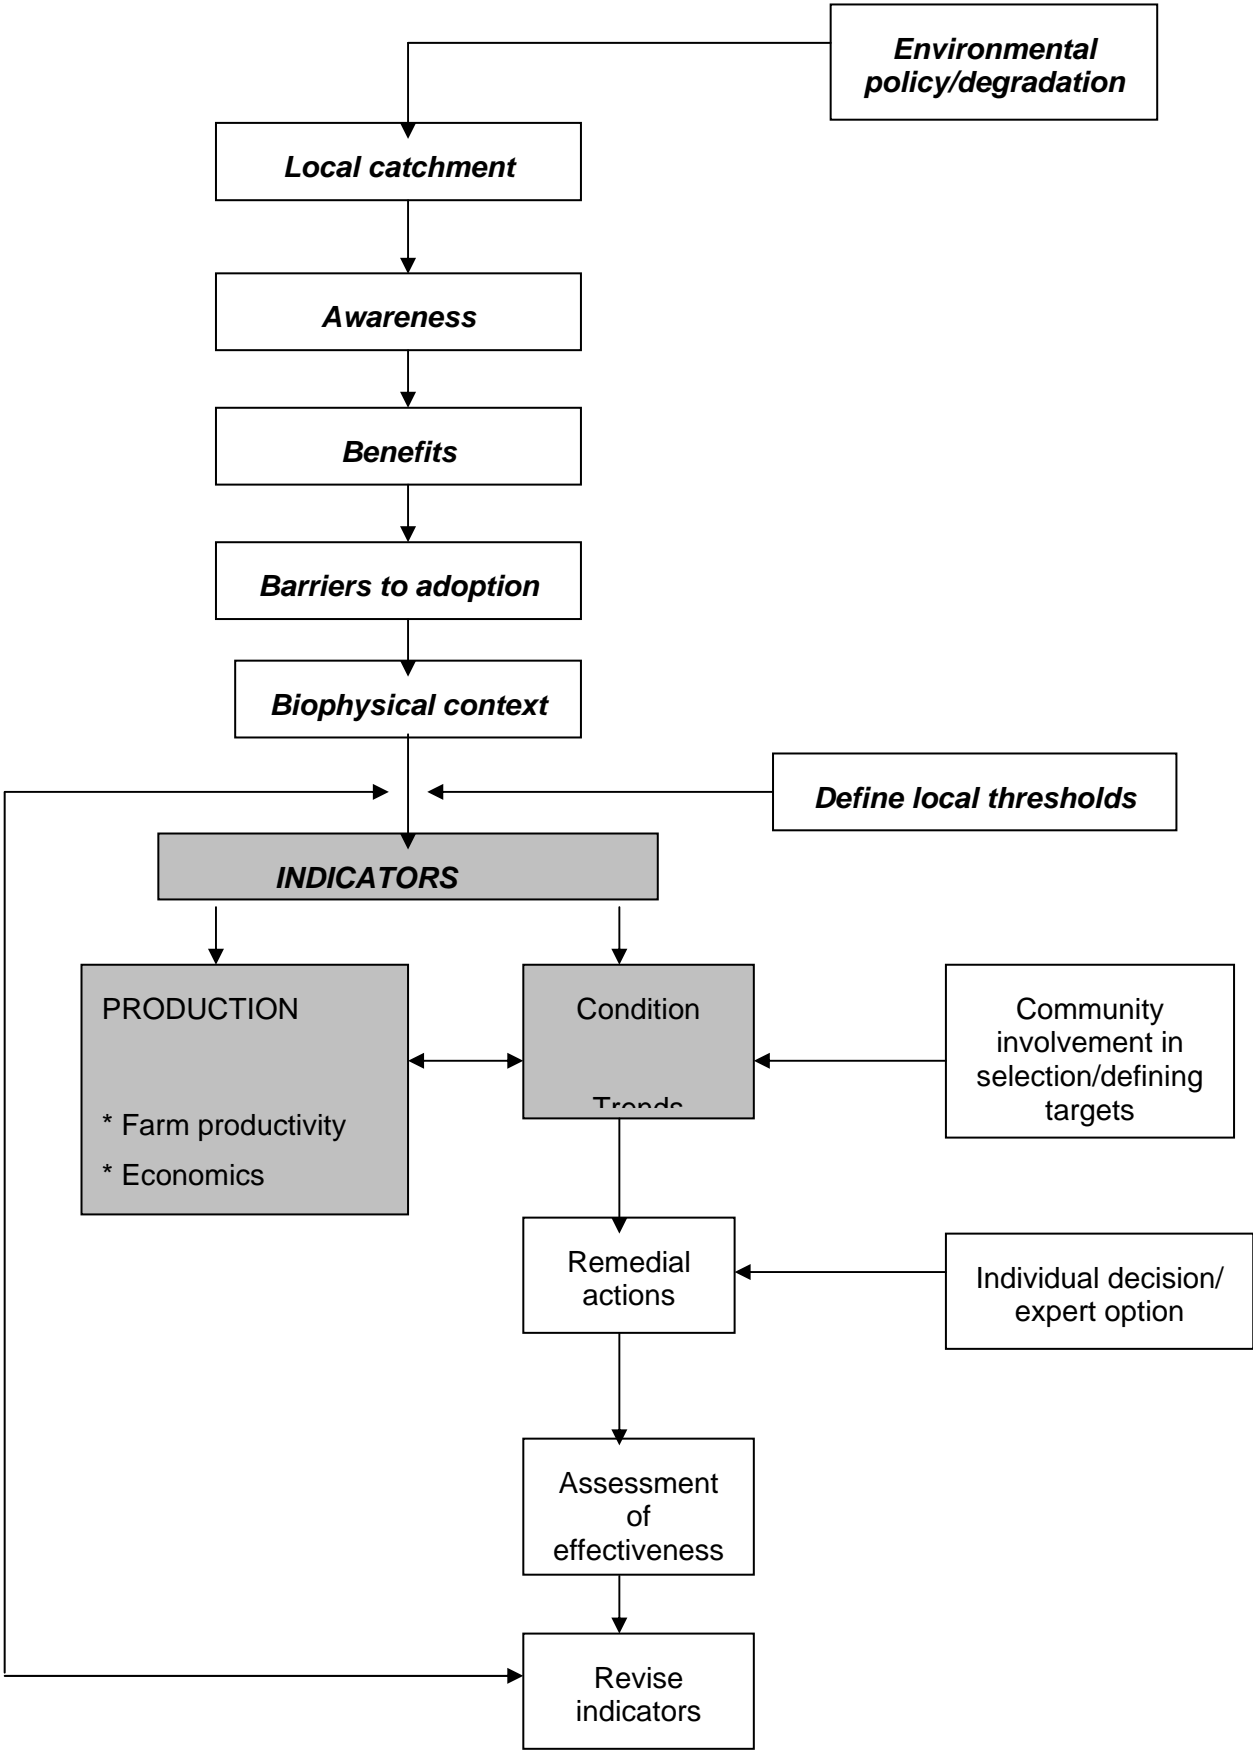 Environmental
policy/degradation
Local catchment
Awareness
Benefits
Barriers to adoption
Biophysical context
Define local thresholds
INDICATORS
PRODUCTION
* Farm productivity
* Economics
Condition
Trends
Community
involvement in
selection/defining
targets
Remedial
actions
Individual decision/
expert option
Assessment
of
effectiveness
Revise
indicators